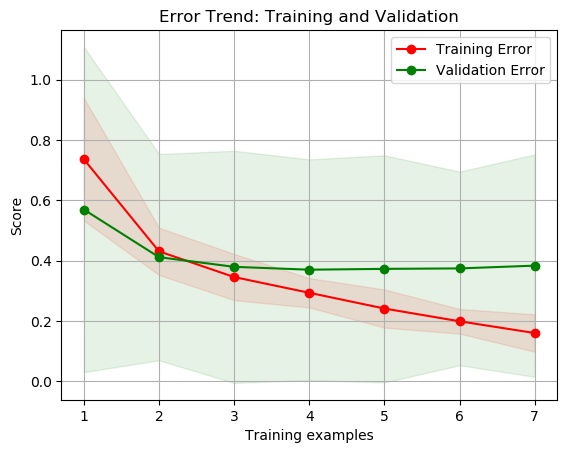 Error Trend: Training and Validation
Training Error
Validation Error
Score
1.0
0.8
0.6
0.4
0.2
0.0
1 2 3 4 5 6 7
Training examples